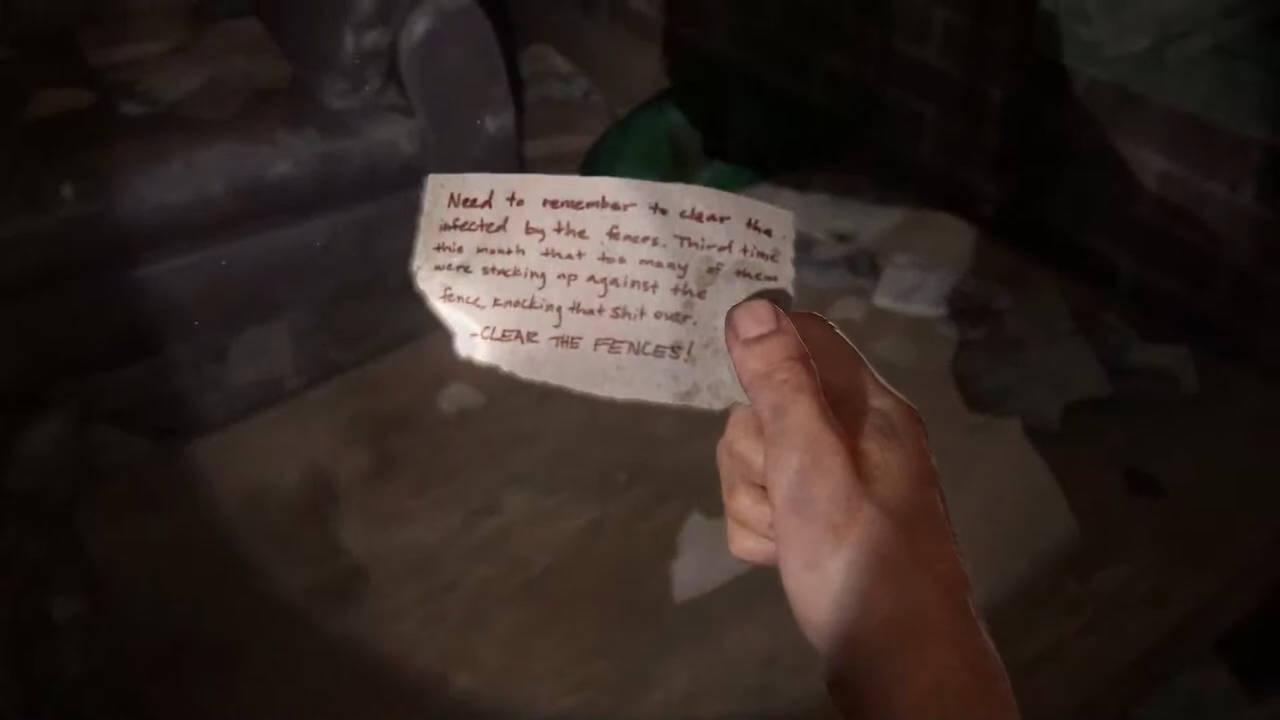 Need to remember to clear the
infected by the fences. Third time
this month that too many of them
were stacking up against the
fence, knocking that shit over.
-CLEAR THE FENCES!